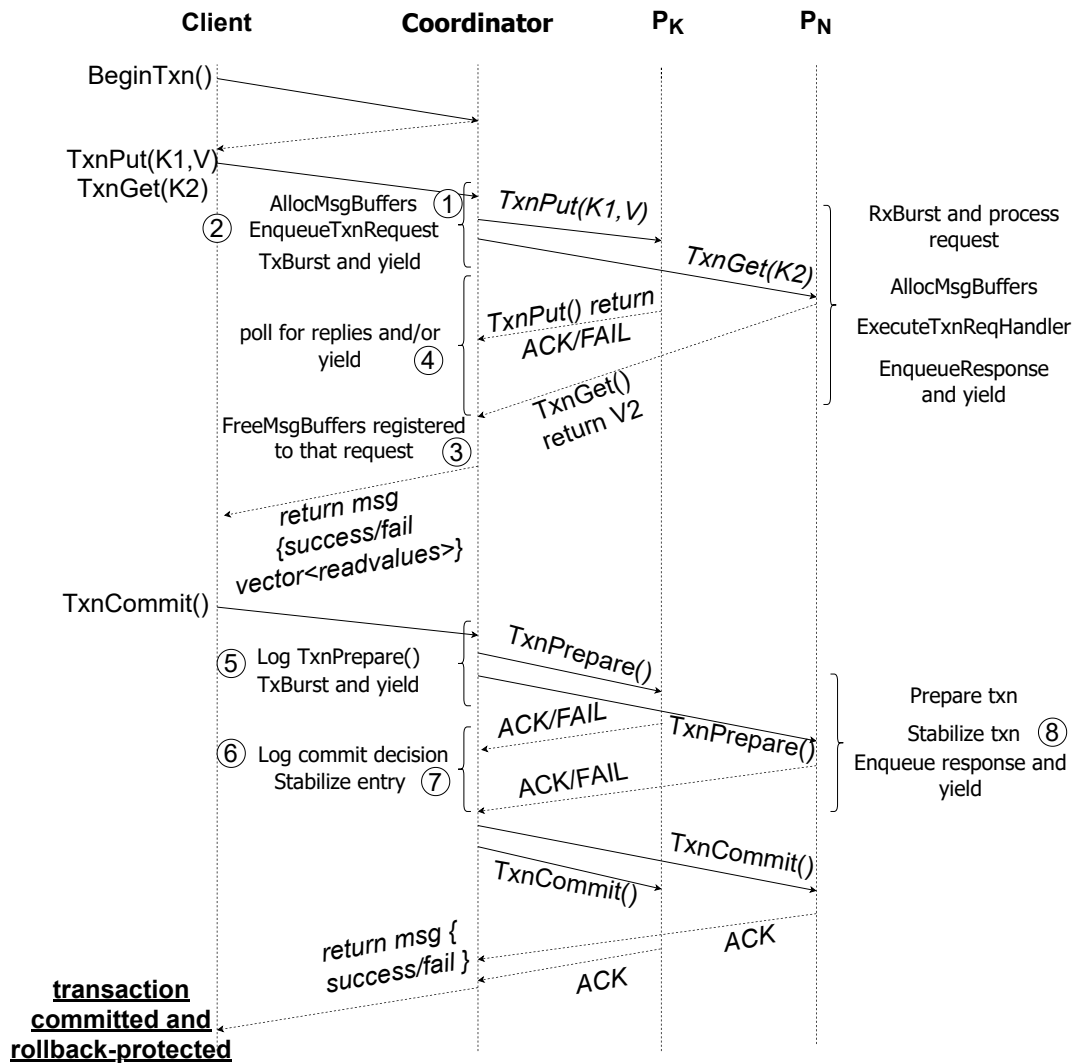 Client
Coordinator
P_K
P_N
BeginTxn()
TxnPut(K1,V)
TxnGet(K2)
AllocMsgBuffers ①
② EnqueueTxnRequest
TxBurst and yield
TxnPut(K1,V)
TxnGet(K2)
RxBurst and process
request
AllocMsgBuffers
ExecuteTxnReqHandler
EnqueueResponse
and yield
TxnPut() return
ACK/FAIL
poll for replies and/or
yield ④
TxnGet()
return V2
FreeMsgBuffers registered
to that request ③
return msg
{success/fail
vector<readvalues>}
TxnCommit()
⑤ Log TxnPrepare()
TxBurst and yield
TxnPrepare()
TxnPrepare()
Prepare txn
Stabilize txn ⑧
Enqueue response and
yield
ACK/FAIL
⑥ Log commit decision
Stabilize entry ⑦
ACK/FAIL
TxnCommit()
TxnCommit()
return msg {
success/fail }
ACK
ACK
transaction
committed and
rollback-protected